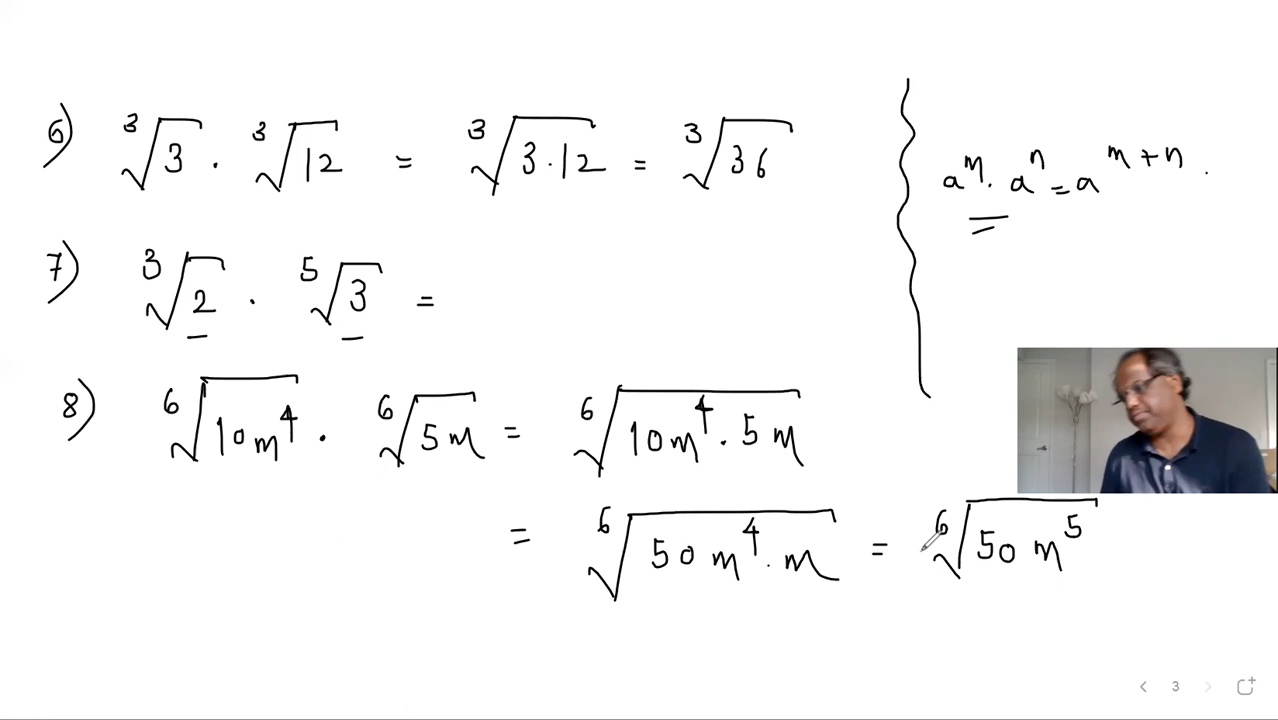 6) ∛3 · ∛12 = ∛(3·12) = ∛36
aᵐ · aⁿ = aᵐ⁺ⁿ .
7) ∛2 · ⁵√3 =
8) ⁶√(10m⁴) · ⁶√(5m) = ⁶√(10m⁴ · 5m)
= ⁶√(50m⁴ · m) = ⁶√(50m⁵)
3